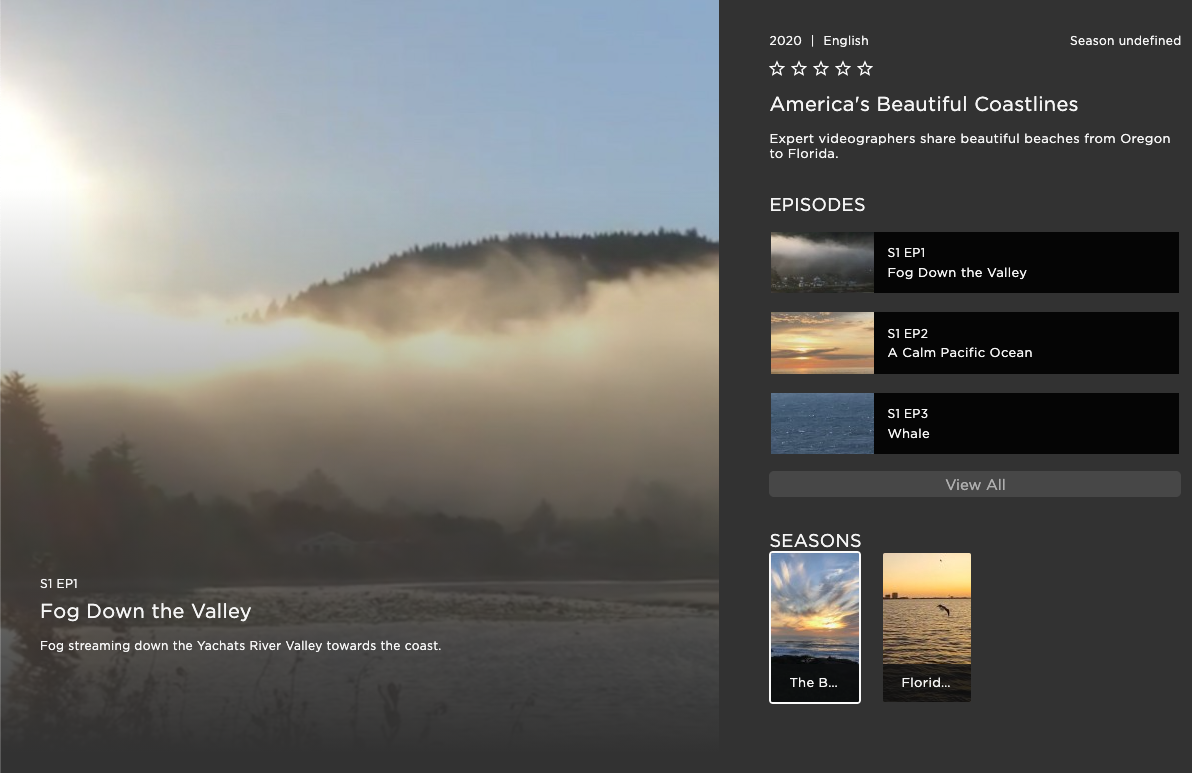 2020 | English
Season undefined
America's Beautiful Coastlines
Expert videographers share beautiful beaches from Oregon
to Florida.
EPISODES
S1 EP1
Fog Down the Valley
S1 EP2
A Calm Pacific Ocean
S1 EP3
Whale
View All
SEASONS
The B...
Florid...
S1 EP1
Fog Down the Valley
Fog streaming down the Yachats River Valley towards the coast.